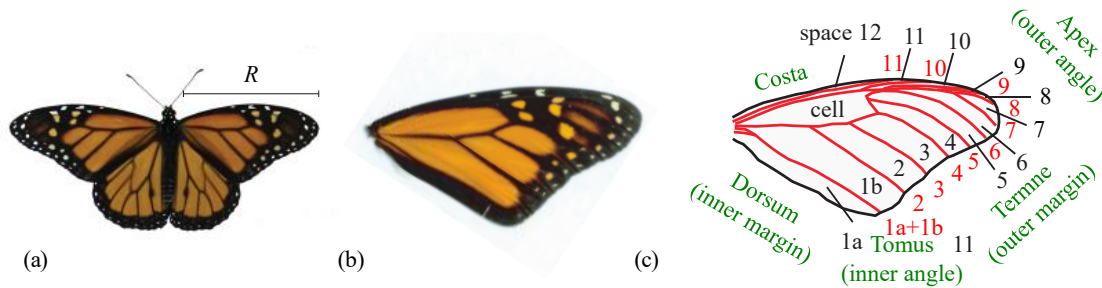 R
(a)
(b)
(c)
space 12
11
10
11
10
9
9
8
8
7
7
6
6
5
5
4
4
3
3
2
2
1b
1a+1b
1a
cell
11
Costa
Apex
(outer angle)
Termne
(outer margin)
Tomus
(inner angle)
Dorsum
(inner margin)